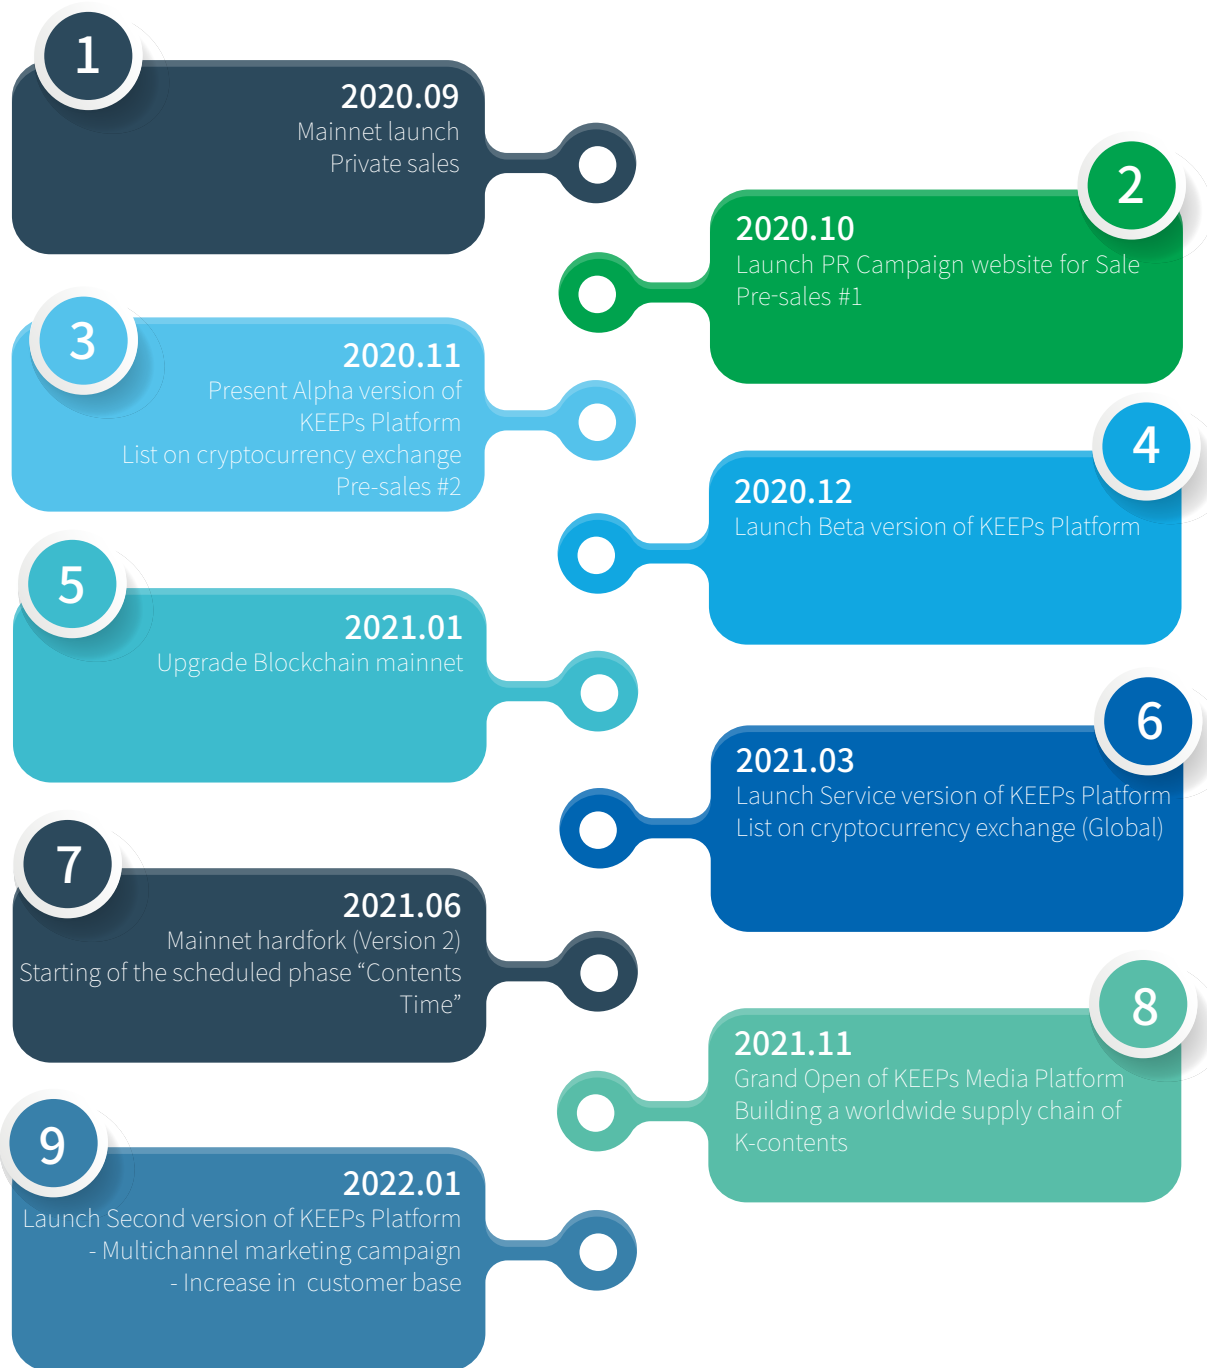 1
2020.09
Mainnet launch
Private sales
2
2020.10
Launch PR Campaign website for Sale
Pre-sales #1
3
2020.11
Present Alpha version of
KEEPs Platform
List on cryptocurrency exchange
Pre-sales #2
4
2020.12
Launch Beta version of KEEPs Platform
5
2021.01
Upgrade Blockchain mainnet
6
2021.03
Launch Service version of KEEPs Platform
List on cryptocurrency exchange (Global)
7
2021.06
Mainnet hardfork (Version 2)
Starting of the scheduled phase “Contents
Time”
8
2021.11
Grand Open of KEEPs Media Platform
Building a worldwide supply chain of
K-contents
9
2022.01
Launch Second version of KEEPs Platform
- Multichannel marketing campaign
- Increase in  customer base